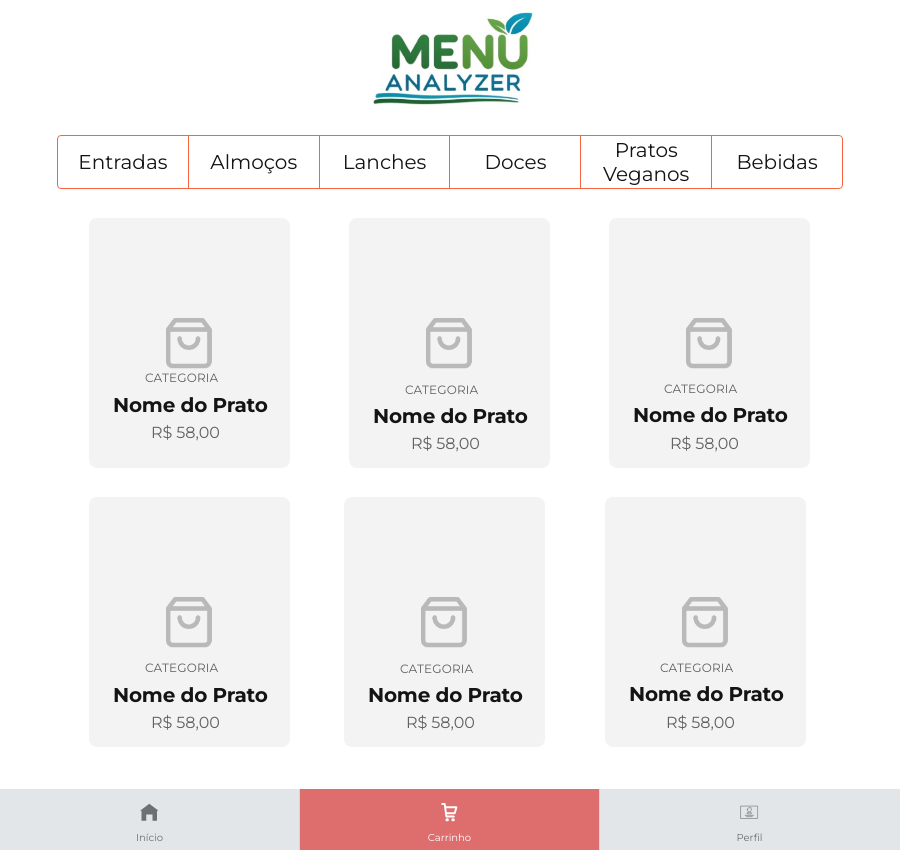 MENU
ANALYZER
Entradas
Almoços
Lanches
Doces
Pratos
Veganos
Bebidas
CATEGORIA
Nome do Prato
R$ 58,00
CATEGORIA
Nome do Prato
R$ 58,00
CATEGORIA
Nome do Prato
R$ 58,00
CATEGORIA
Nome do Prato
R$ 58,00
CATEGORIA
Nome do Prato
R$ 58,00
CATEGORIA
Nome do Prato
R$ 58,00
Início
Carrinho
Perfil